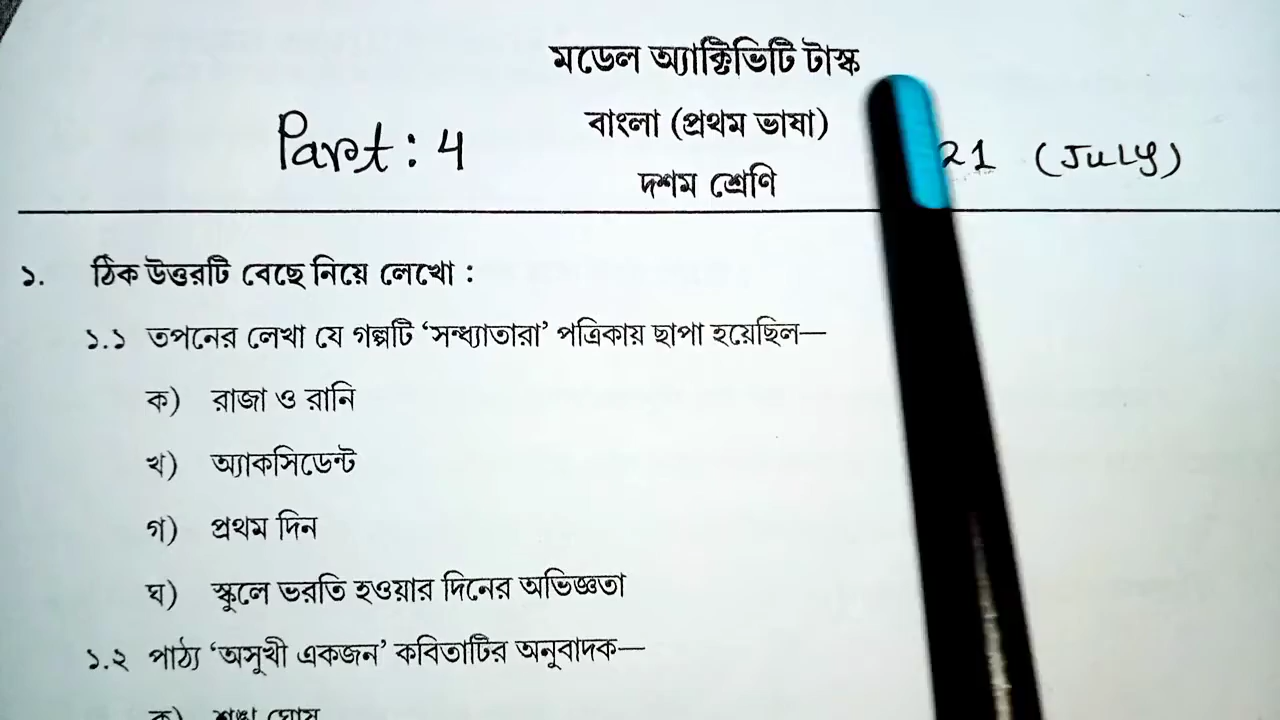 মডেল অ্যাক্টিভিটি টাস্ক
বাংলা (প্রথম ভাষা)
Part : 4
21 (July)
দশম শ্রেণি
১. ঠিক উত্তরটি বেছে নিয়ে লেখো :
১.১ তপনের লেখা যে গল্পটি ‘সন্ধ্যাতারা’ পত্রিকায় ছাপা হয়েছিল—
ক) রাজা ও রানি
খ) অ্যাকসিডেন্ট
গ) প্রথম দিন
ঘ) স্কুলে ভরতি হওয়ার দিনের অভিজ্ঞতা
১.২ পাঠ্য ‘অসুখী একজন’ কবিতাটির অনুবাদক—
ক) শঙ্খ ঘোষ